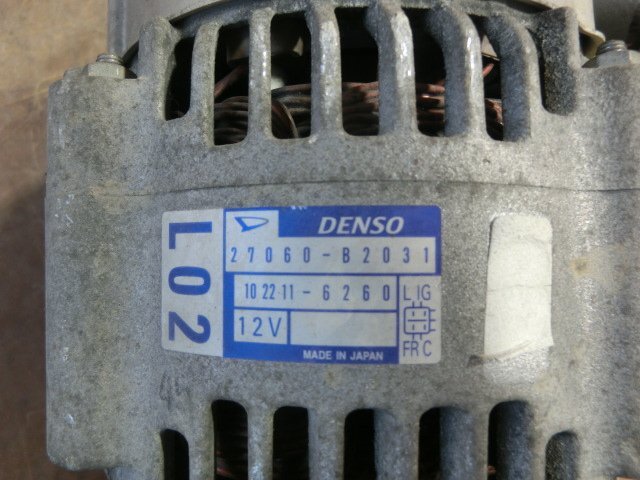 L02
DENSO
27060-B2031
102211-6260
L IG
12V
FR C
MADE IN JAPAN